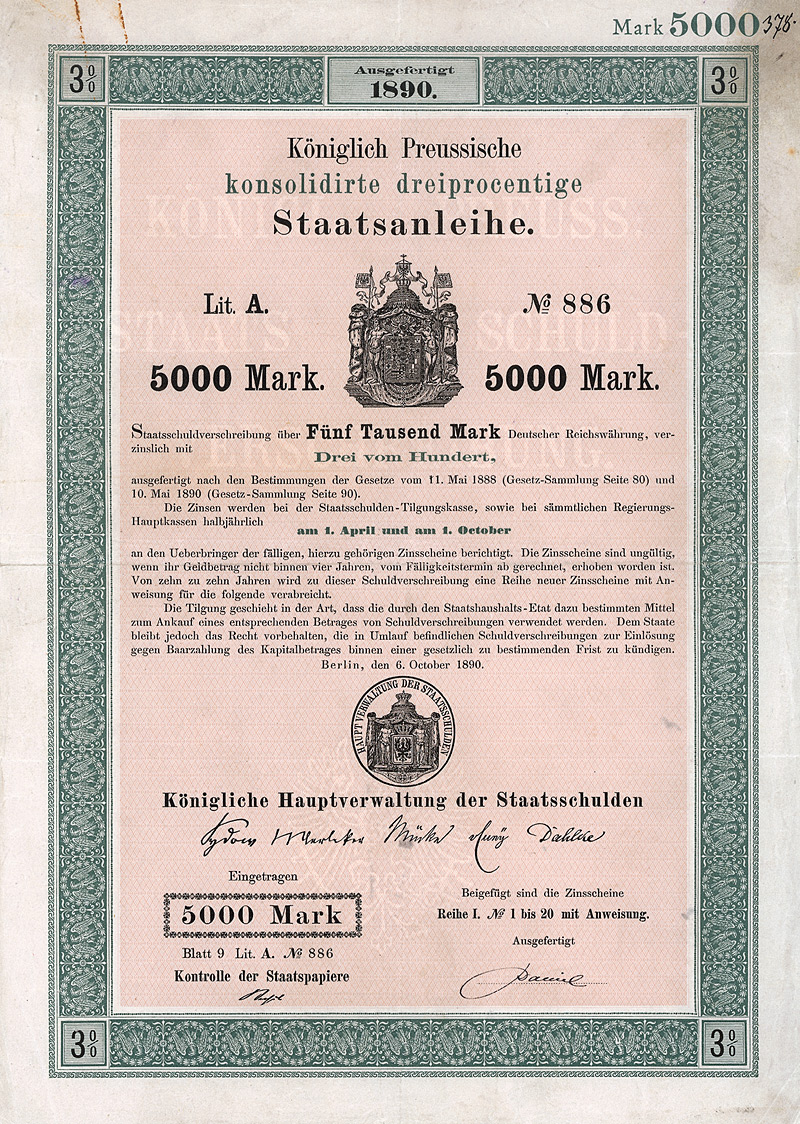 Mark 5000 378.
3% Ausgefertigt 3%
1890.
Königlich Preussische
konsolidirte dreiprocentige
Staatsanleihe.
Lit. A. № 886
5000 Mark. 5000 Mark.
Staatsschuldverschreibung über Fünf Tausend Mark Deutscher Reichswährung, ver-
zinslich mit
Drei vom Hundert,
ausgefertigt nach den Bestimmungen der Gesetze vom 11. Mai 1888 (Gesetz-Sammlung Seite 80) und
10. Mai 1890 (Gesetz-Sammlung Seite 90).
Die Zinsen werden bei der Staatsschulden-Tilgungskasse, sowie bei sämmtlichen Regierungs-
Hauptkassen halbjährlich
am 1. April und am 1. October
an den Ueberbringer der fälligen, hierzu gehörigen Zinsscheine berichtigt. Die Zinsscheine sind ungültig,
wenn ihr Geldbetrag nicht binnen vier Jahren, vom Fälligkeitstermin ab gerechnet, erhoben worden ist.
Von zehn zu zehn Jahren wird zu dieser Schuldverschreibung eine Reihe neuer Zinsscheine mit An-
weisung für die folgende verabreicht.
Die Tilgung geschieht in der Art, dass die durch den Staatshaushalts-Etat dazu bestimmten Mittel
zum Ankauf eines entsprechenden Betrages von Schuldverschreibungen verwendet werden. Dem Staate
bleibt jedoch das Recht vorbehalten, die in Umlauf befindlichen Schuldverschreibungen zur Einlösung
gegen Baarzahlung des Kapitalbetrages binnen einer gesetzlich zu bestimmenden Frist zu kündigen.
Berlin, den 6. October 1890.
HAUPTVERWALTUNG DER STAATSSCHULDEN
Königliche Hauptverwaltung der Staatsschulden
Sydow Merleker Mücke Dahlke
Eingetragen
5000 Mark
Blatt 9 Lit. A. № 886
Kontrolle der Staatspapiere
Beigefügt sind die Zinsscheine
Reihe I. № 1 bis 20 mit Anweisung.
Ausgefertigt
3% 3%